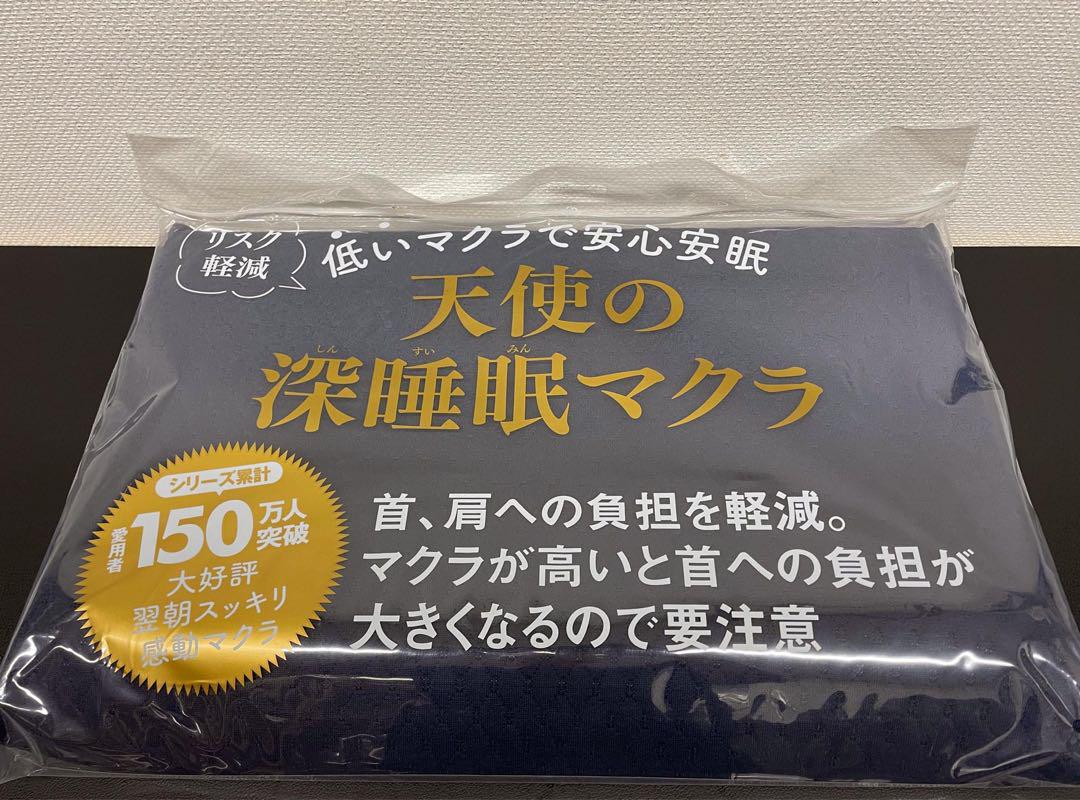 リスク
軽減
低いマクラで安心安眠
天使の
しん すい みん
深睡眠マクラ
シリーズ累計
愛用者
150万人
突破
大好評
翌朝スッキリ
感動マクラ
首、肩への負担を軽減。
マクラが高いと首への負担が
大きくなるので要注意